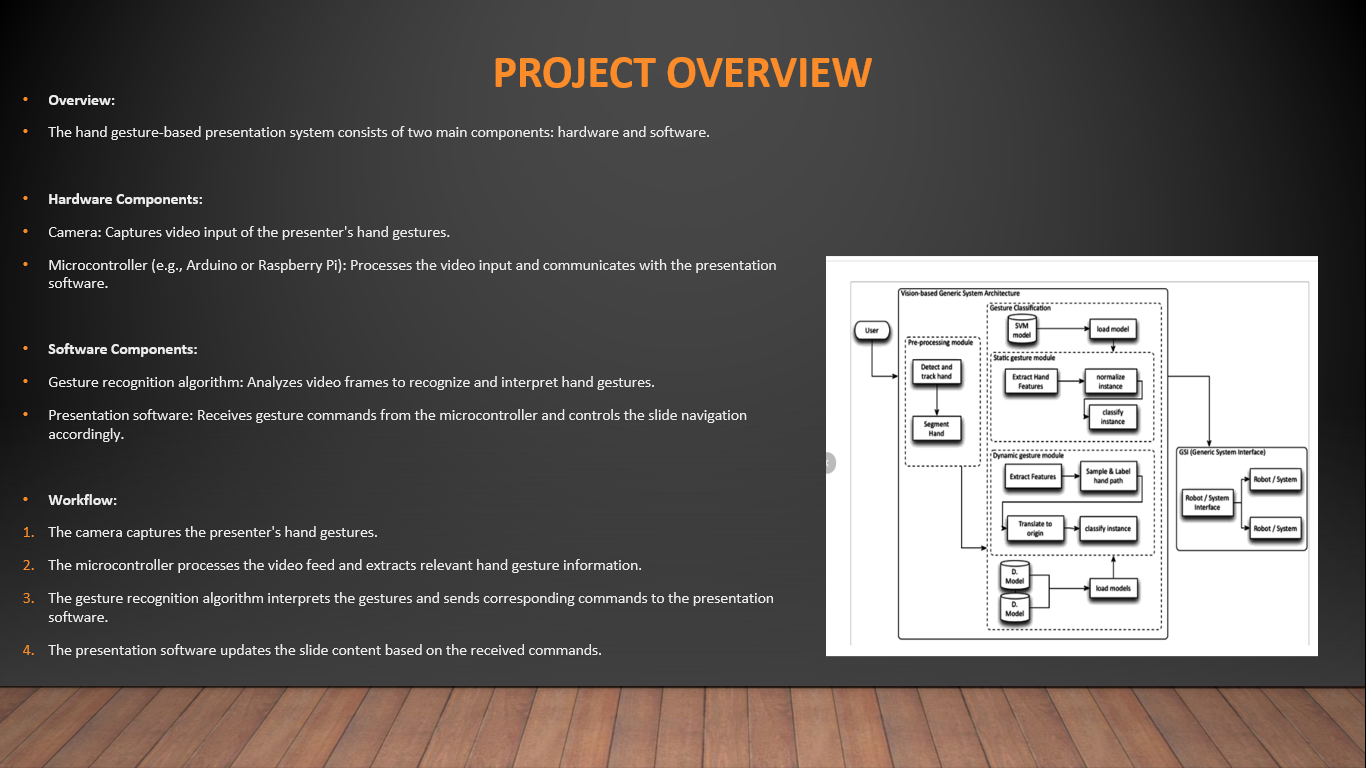 PROJECT OVERVIEW
• Overview:
• The hand gesture-based presentation system consists of two main components: hardware and software.
• Hardware Components:
• Camera: Captures video input of the presenter's hand gestures.
• Microcontroller (e.g., Arduino or Raspberry Pi): Processes the video input and communicates with the presentation
software.
• Software Components:
• Gesture recognition algorithm: Analyzes video frames to recognize and interpret hand gestures.
• Presentation software: Receives gesture commands from the microcontroller and controls the slide navigation
accordingly.
• Workflow:
1. The camera captures the presenter's hand gestures.
2. The microcontroller processes the video feed and extracts relevant hand gesture information.
3. The gesture recognition algorithm interprets the gestures and sends corresponding commands to the presentation
software.
4. The presentation software updates the slide content based on the received commands.
Vision-based Generic System Architecture
User
Pre-processing module
Detect and
track hand
Segment
Hand
Gesture Classification
SVM
model
load model
Static gesture module
Extract Hand
Features
normalize
instance
classify
instance
Dynamic gesture module
Extract Features
Sample & Label
hand path
Translate to
origin
classify instance
D.
Model
D.
Model
load models
GSI (Generic System Interface)
Robot / System
Interface
Robot / System
Robot / System